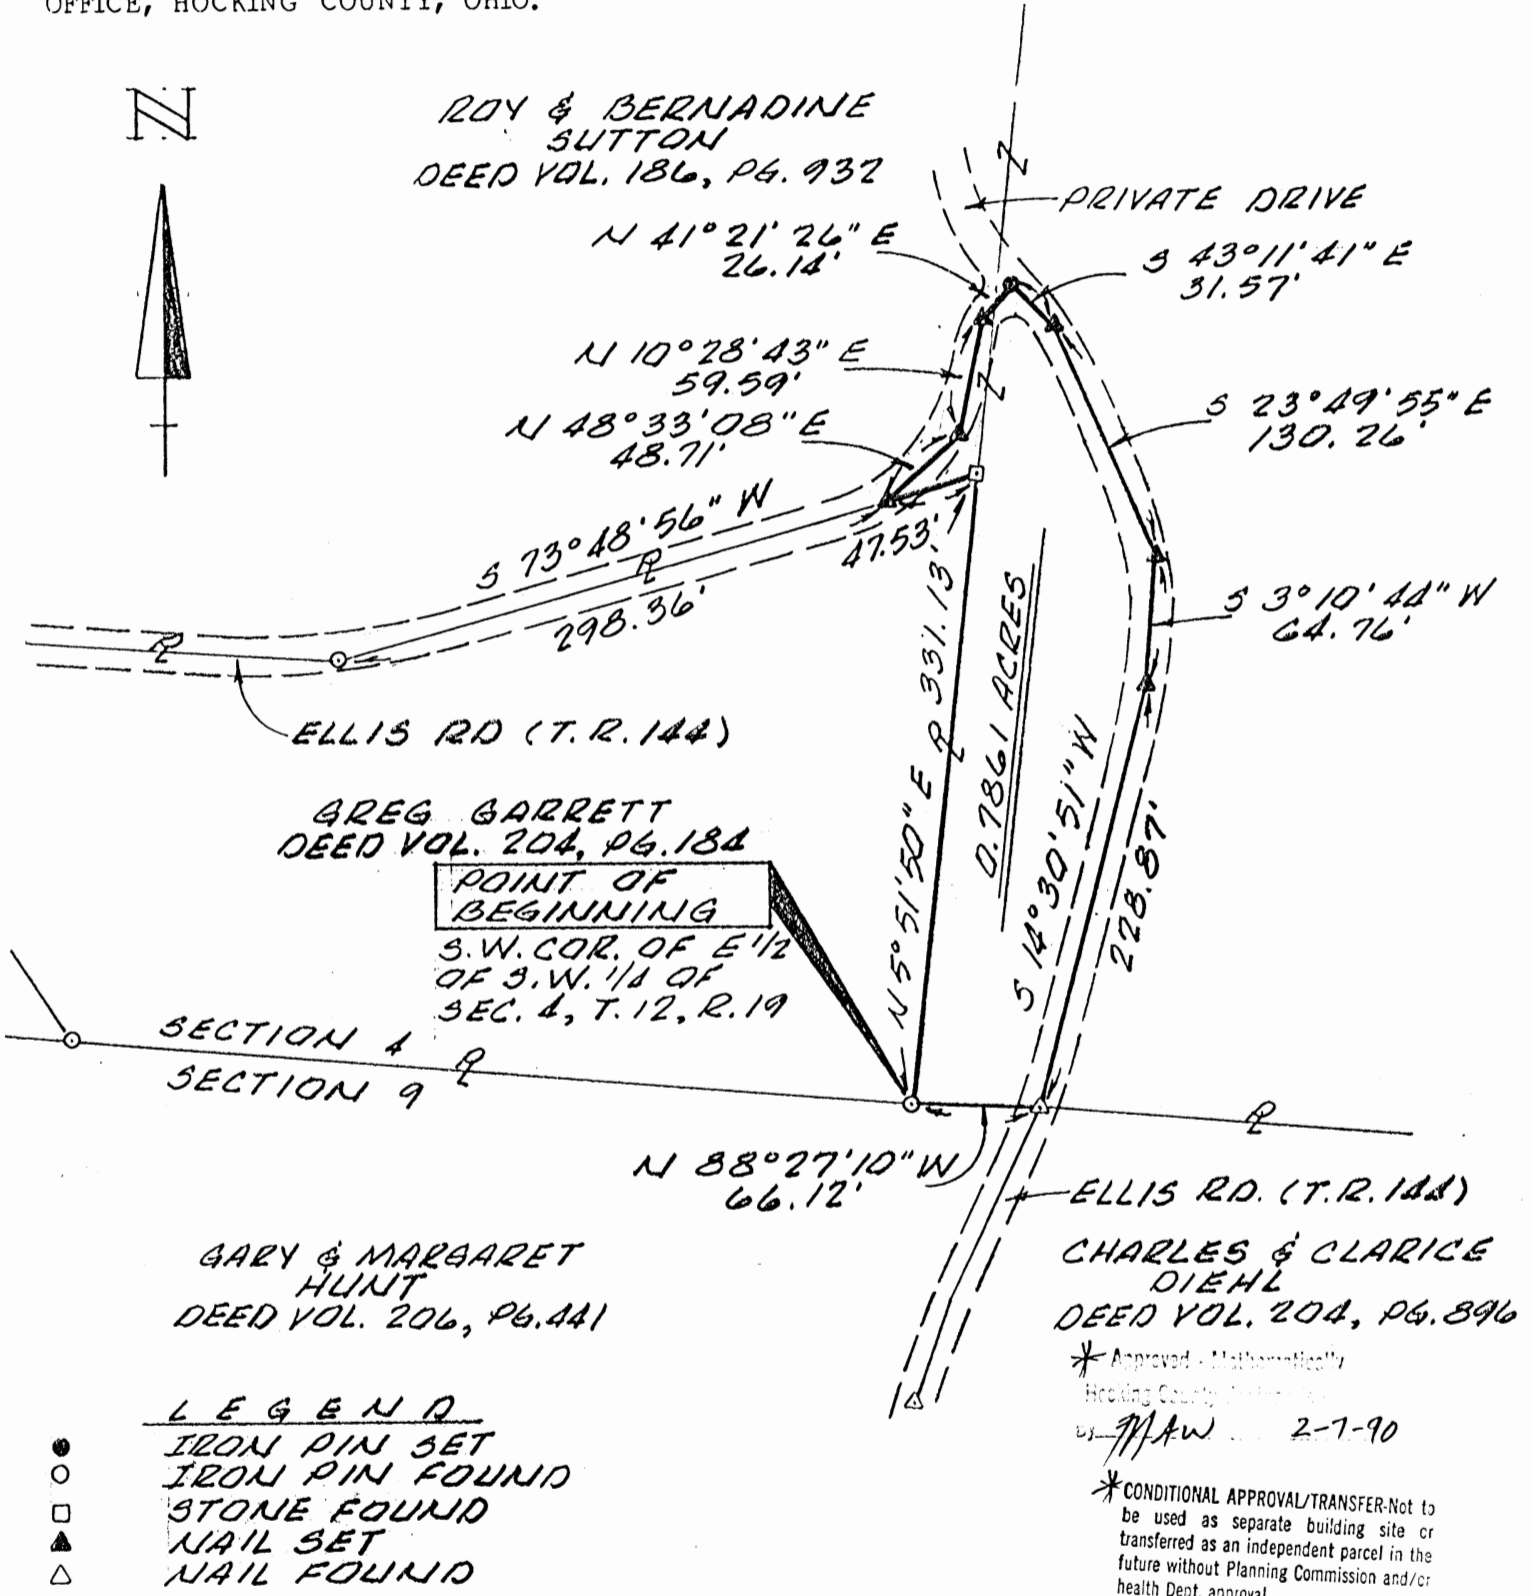 OFFICE, HOCKING COUNTY, OHIO.
N
ROY & BERNADINE
SUTTON
DEED VOL. 186, PG. 932
PRIVATE DRIVE
N 41° 21' 26" E
26.14'
S 43° 11' 41" E
31.57'
N 10° 28' 43" E
59.59'
N 48° 33' 08" E
48.71'
S 23° 49' 55" E
130.26'
S 73° 48' 56" W
298.36'
47.53'
S 3° 10' 44" W
64.76'
N 5° 51' 50" E 331.13'
0.7861 ACRES
S 14° 30' 51" W
228.87'
ELLIS RD (T.R.144)
GREG GARRETT
DEED VOL. 204, PG.184
POINT OF
BEGINNING
S.W. COR. OF E 1/2
OF S.W. 1/4 OF
SEC. 4, T.12, R.19
SECTION 4
SECTION 9
N 88° 27' 10" W
66.12'
ELLIS RD. (T.R.144)
GARY & MARGARET
HUNT
DEED VOL. 206, PG.441
CHARLES & CLARICE
DIEHL
DEED VOL. 204, PG.896
* Approved - Mathematically
Hocking County
By MAW 2-7-90
LEGEND
IRON PIN SET
IRON PIN FOUND
STONE FOUND
NAIL SET
NAIL FOUND
* CONDITIONAL APPROVAL/TRANSFER-Not to
be used as separate building site or
transferred as an independent parcel in the
future without Planning Commission and/or
health Dept. approval